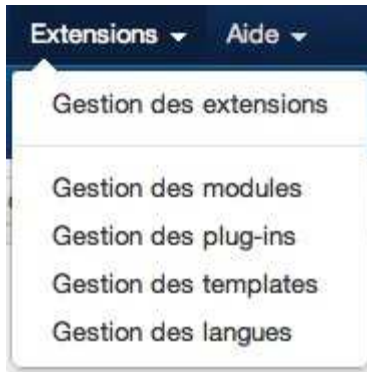 Extensions Aide
Gestion des extensions
Gestion des modules
Gestion des plug-ins
Gestion des templates
Gestion des langues